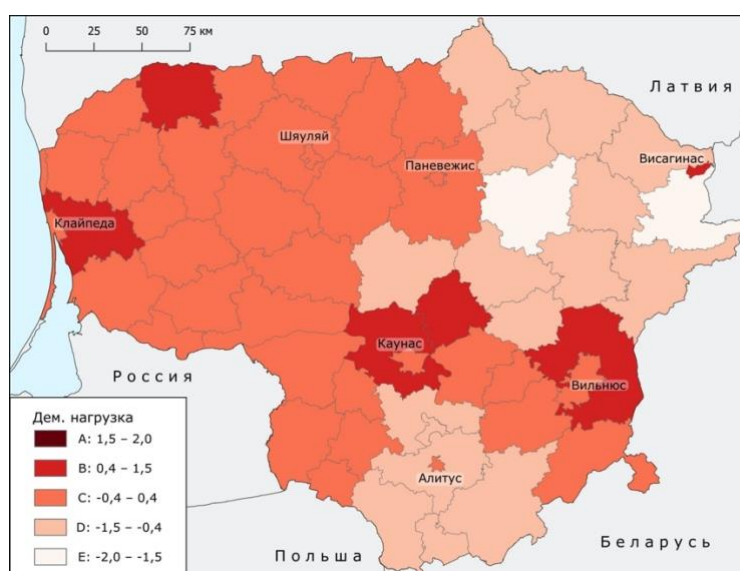 0 25 50 75 км
Латвия
Шяуляй
Паневежис
Висагинас
Клайпеда
Каунас
Вильнюс
Россия
Алитус
Польша
Беларусь
Дем. нагрузка
A: 1,5 – 2,0
B: 0,4 – 1,5
C: -0,4 – 0,4
D: -1,5 – -0,4
E: -2,0 – -1,5